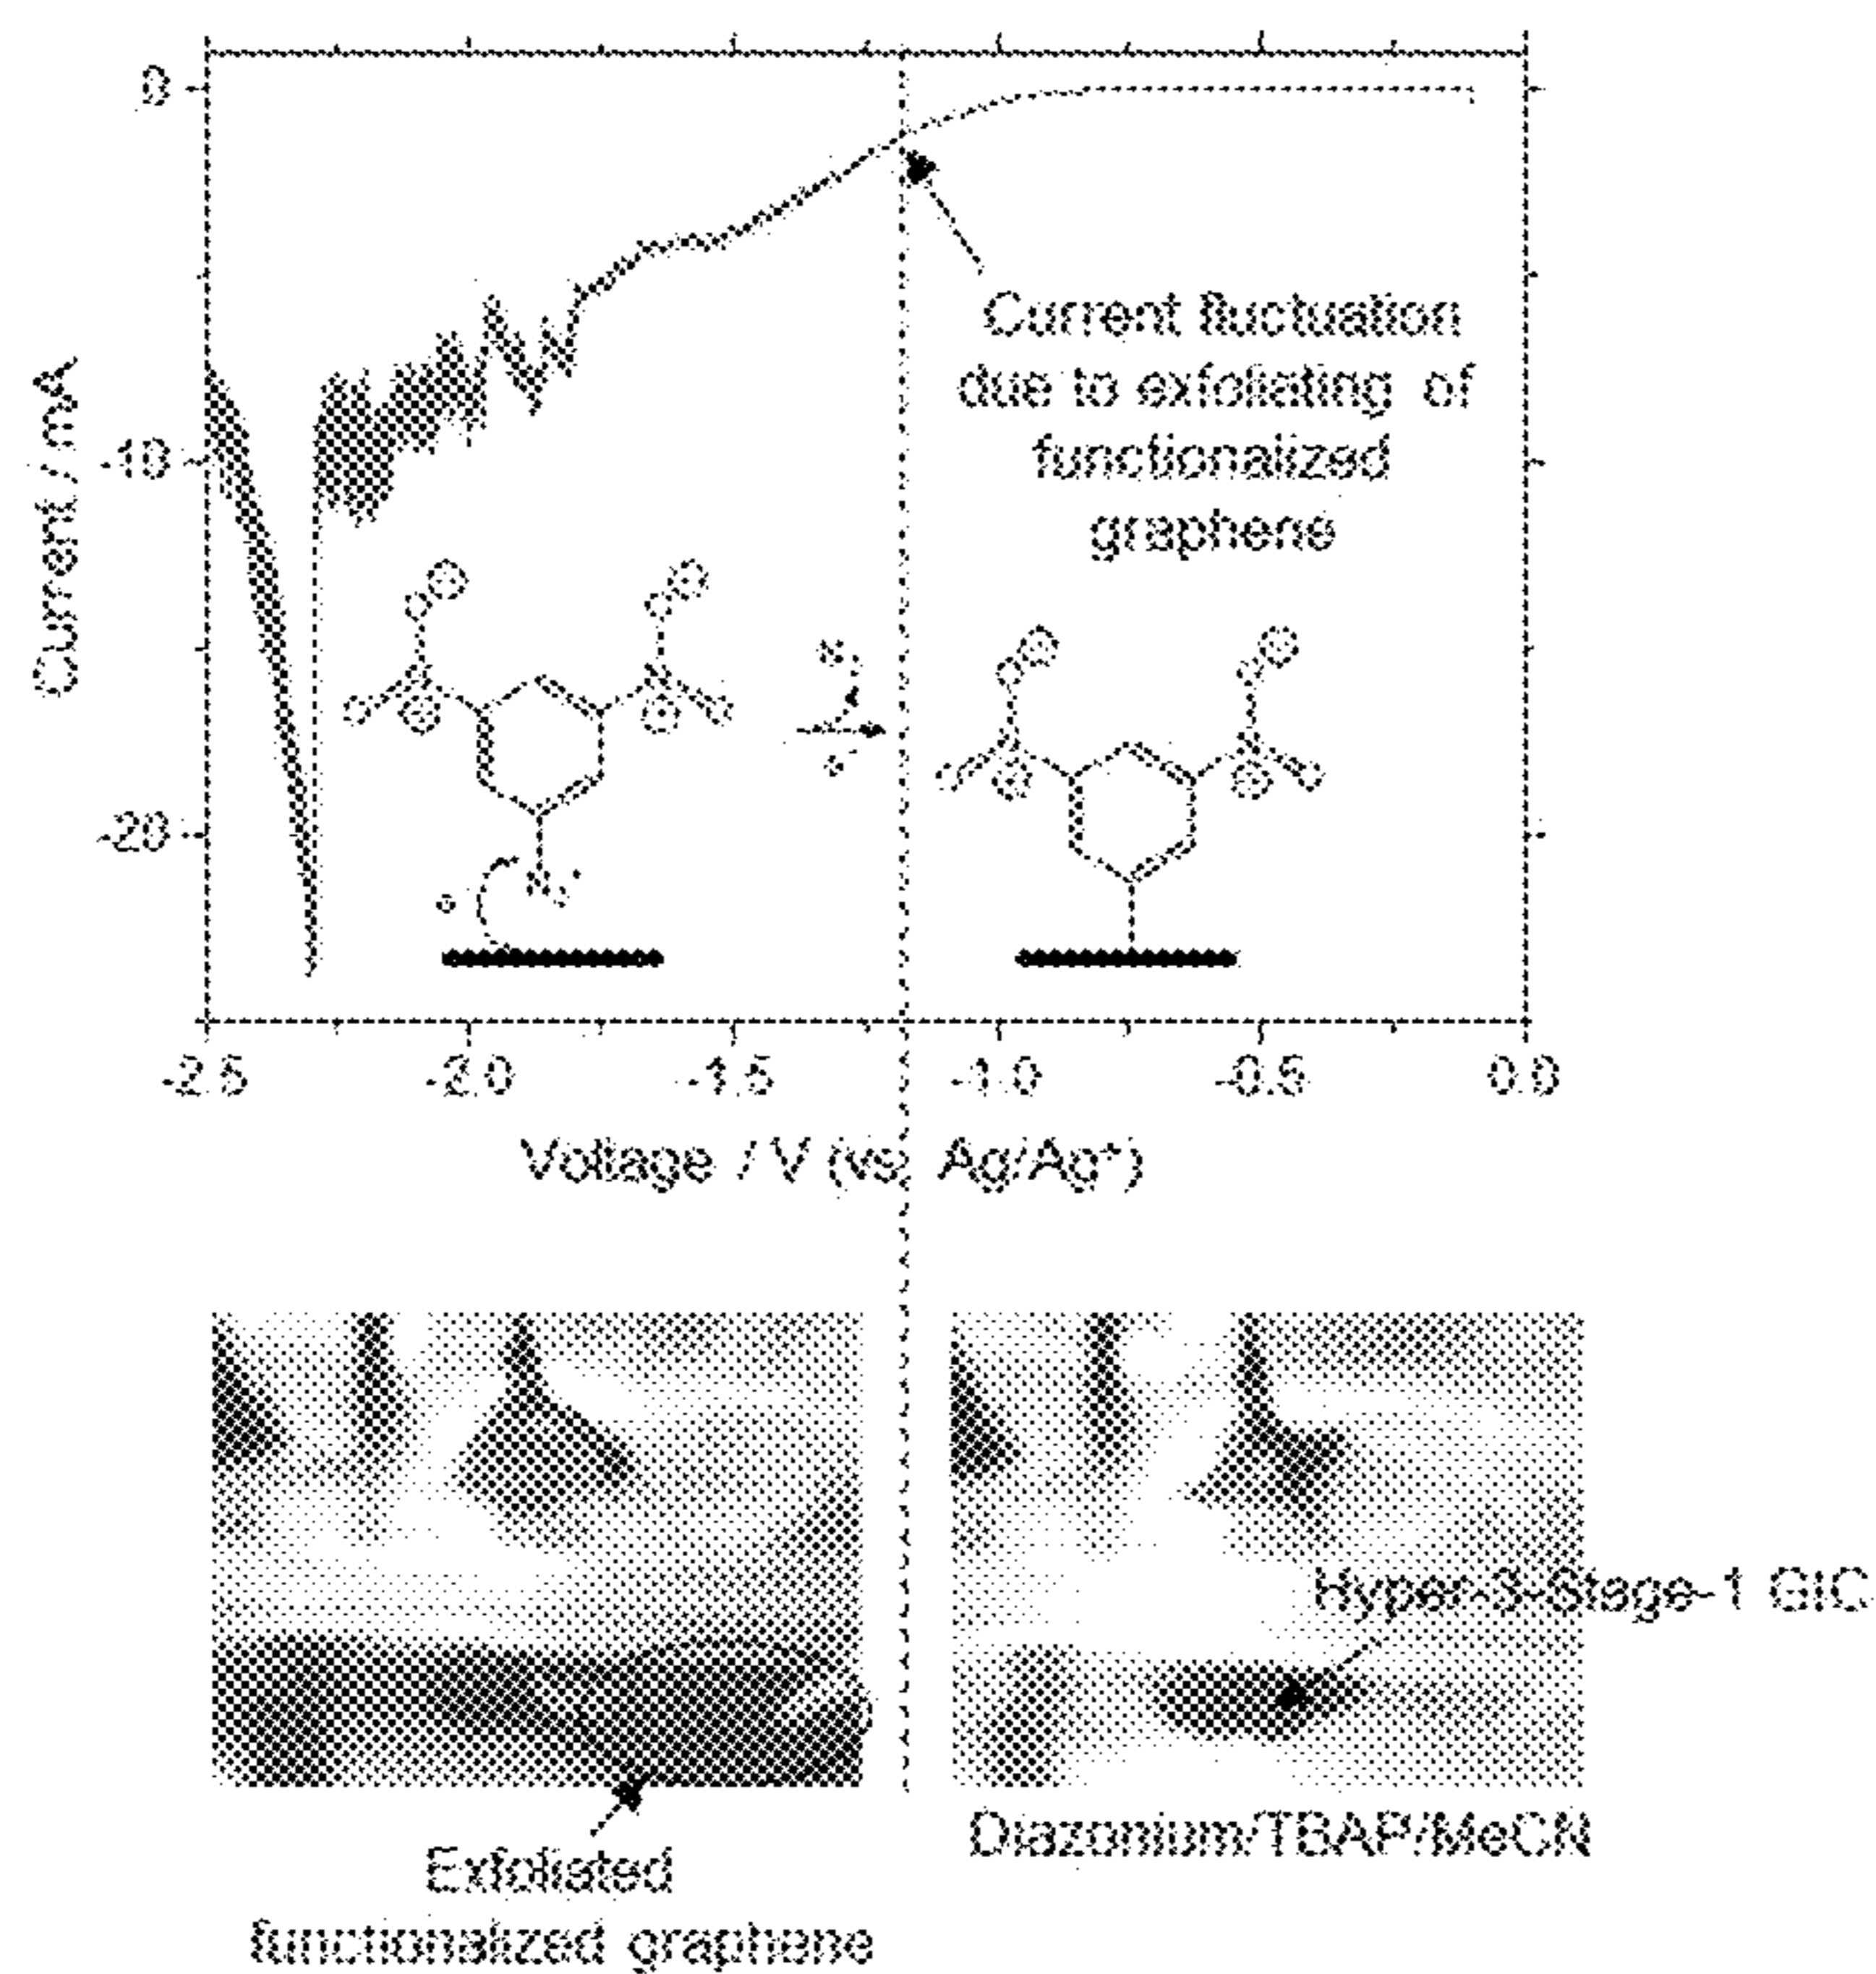 0
-10
-20
Current / mA
Current fluctuation
due to exfoliating of
functionalized
graphene
-2.5 -2.0 -1.5 -1.0 -0.5 0.0
Voltage / V (vs. Ag/Ag+)
Hyper-3-Stage-1 GIC
Diazonium/TBAP/MeCN
Exfoliated
functionalized graphene